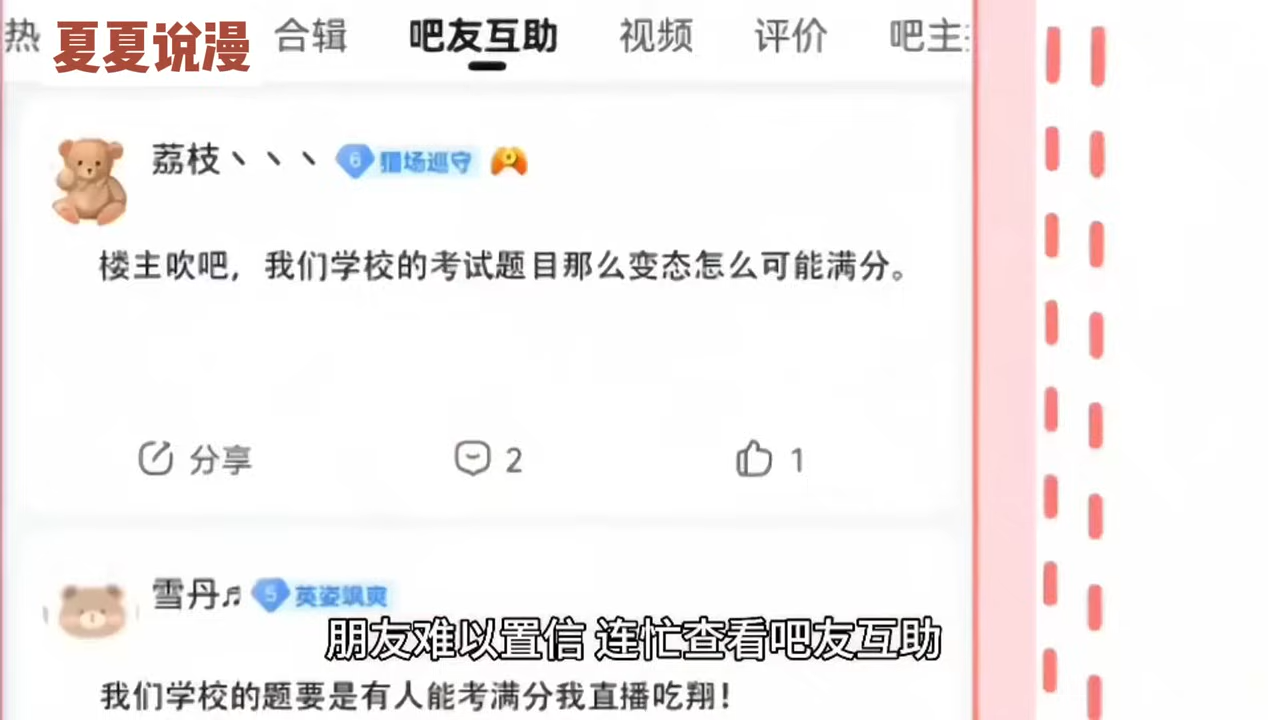 热 夏夏说漫 合辑 吧友互助 视频 评价 吧主
荔枝丶丶丶 6 猎场巡守
楼主吹吧，我们学校的考试题目那么变态怎么可能满分。
分享 2 1
雪丹♬ 5 英姿飒爽
朋友难以置信 连忙查看吧友互助
我们学校的题要是有人能考满分我直播吃翔！